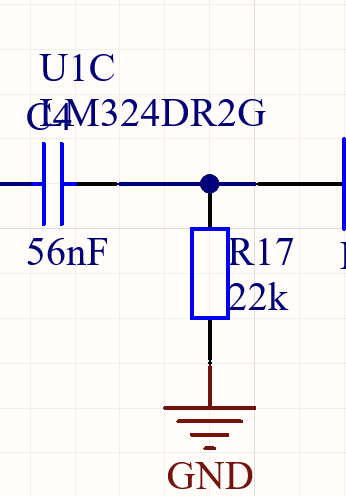 U1C
C4
LM324DR2G
56nF
R17
22k
GND